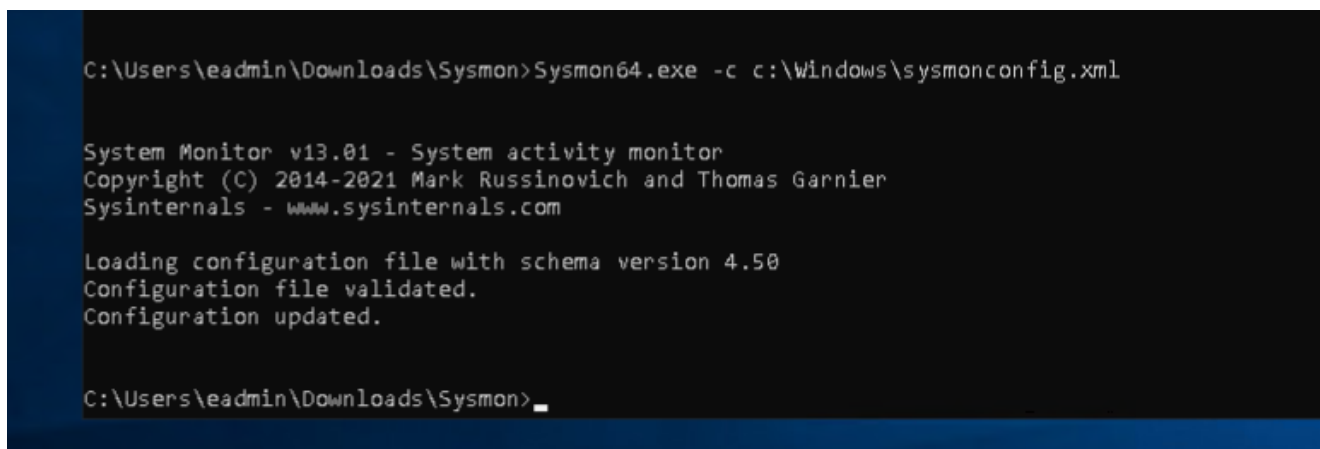 C:\Users\eadmin\Downloads\Sysmon>Sysmon64.exe -c c:\Windows\sysmonconfig.xml
System Monitor v13.01 - System activity monitor
Copyright (C) 2014-2021 Mark Russinovich and Thomas Garnier
Sysinternals - www.sysinternals.com
Loading configuration file with schema version 4.50
Configuration file validated.
Configuration updated.
C:\Users\eadmin\Downloads\Sysmon>